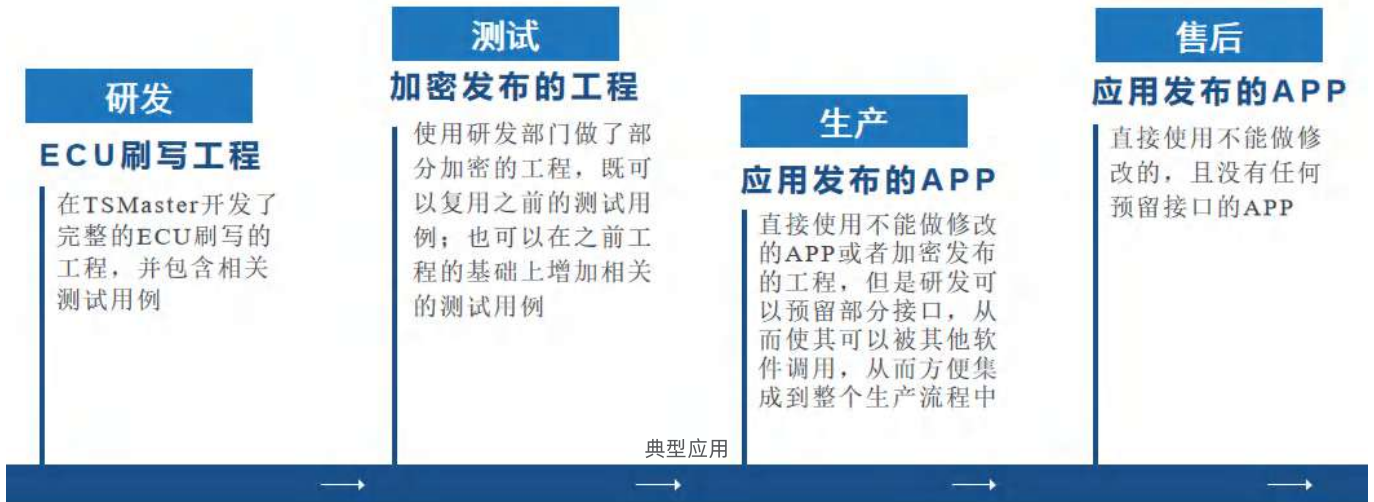 研发
ECU刷写工程
在TSMaster开发了
完整的ECU刷写的
工程，并包含相关
测试用例
测试
加密发布的工程
使用研发部门做了部
分加密的工程，既可
以复用之前的测试用
例；也可以在之前工
程的基础上增加相关
的测试用例
生产
应用发布的APP
直接使用不能做修改
的APP或者加密发布
的工程，但是研发可
以预留部分接口，从
而使其可以被其他软
件调用，从而方便集
成到整个生产流程中
售后
应用发布的APP
直接使用不能做修
改的，且没有任何
预留接口的APP
典型应用